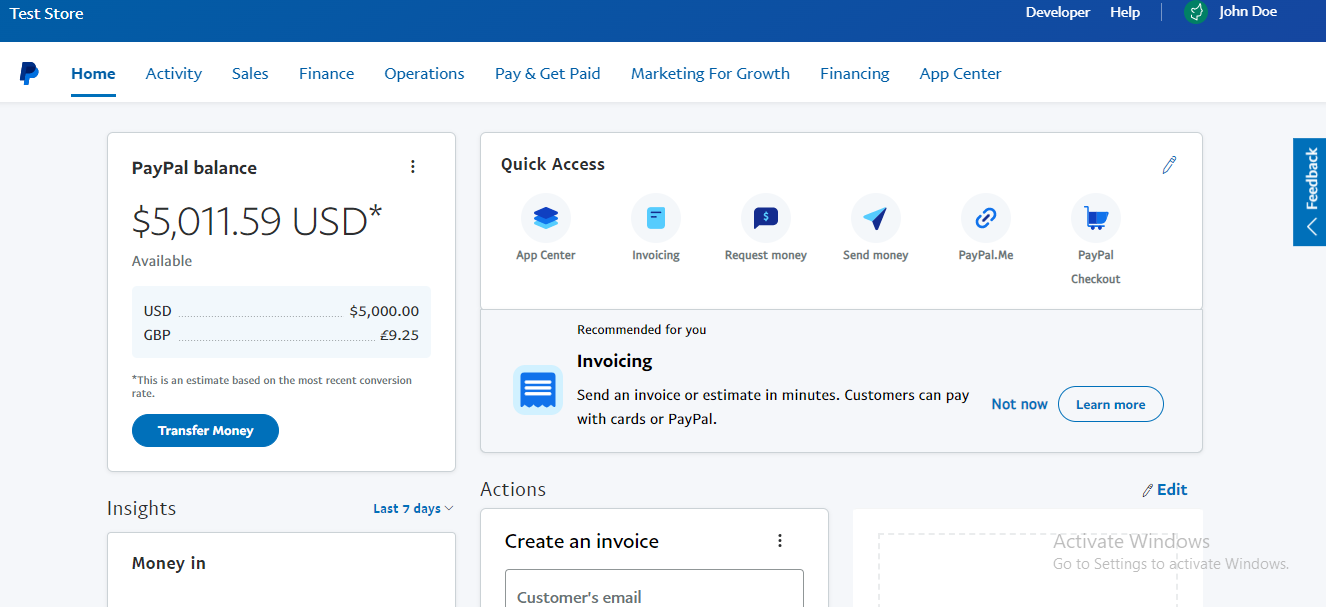 Test Store
Developer Help John Doe
Home Activity Sales Finance Operations Pay & Get Paid Marketing For Growth Financing App Center
PayPal balance
$5,011.59 USD*
Available
USD $5,000.00
GBP £9.25
*This is an estimate based on the most recent conversion
rate.
Transfer Money
Quick Access
App Center
Invoicing
Request money
Send money
PayPal.Me
PayPal
Checkout
Recommended for you
Invoicing
Send an invoice or estimate in minutes. Customers can pay
with cards or PayPal.
Not now
Learn more
Feedback
Insights
Last 7 days
Money in
Actions
Edit
Create an invoice
Customer's email
Activate Windows
Go to Settings to activate Windows.